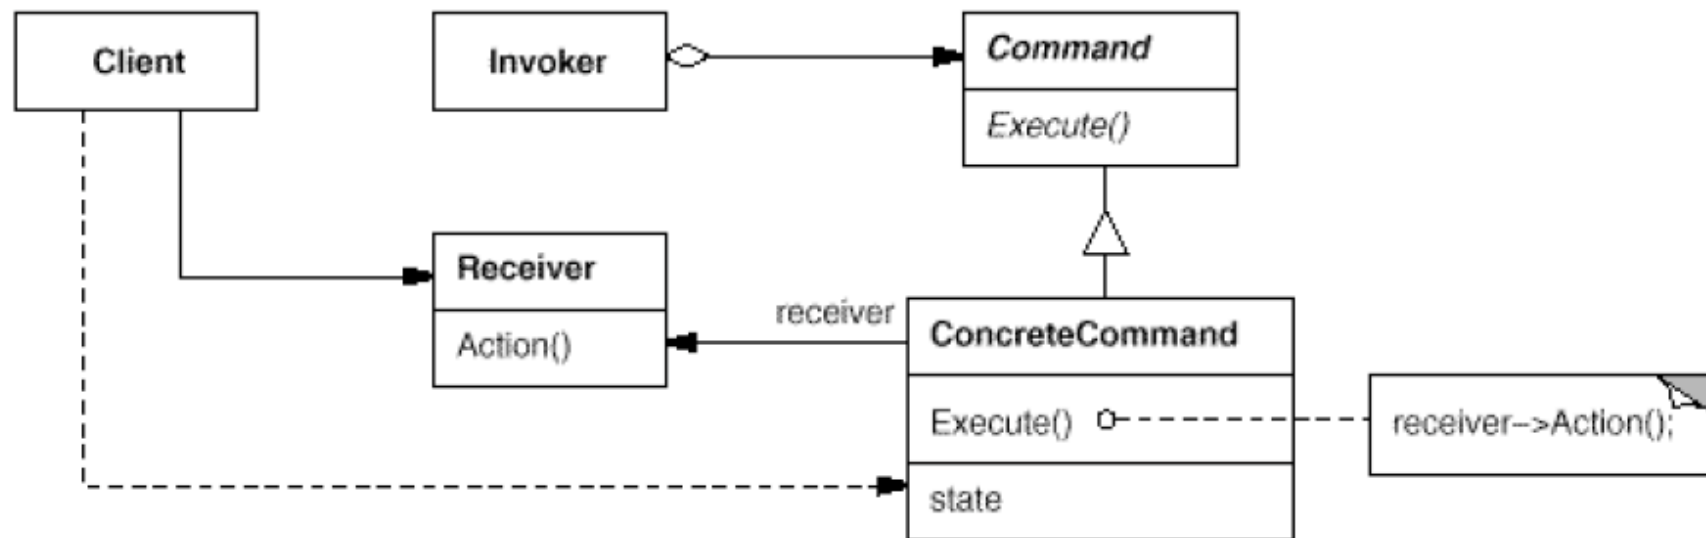 Client
Invoker
Command
Execute()
Receiver
Action()
receiver
ConcreteCommand
Execute()
state
receiver–>Action();